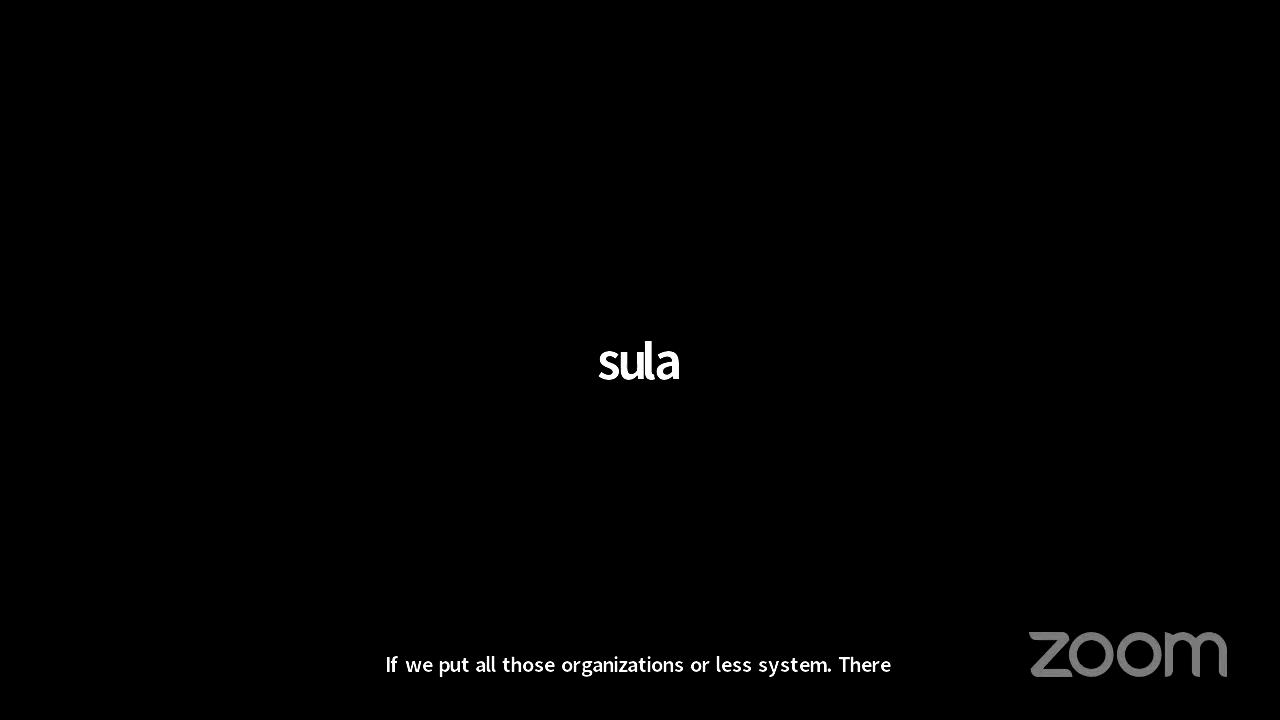 sula
If we put all those organizations or less system. There
zoom